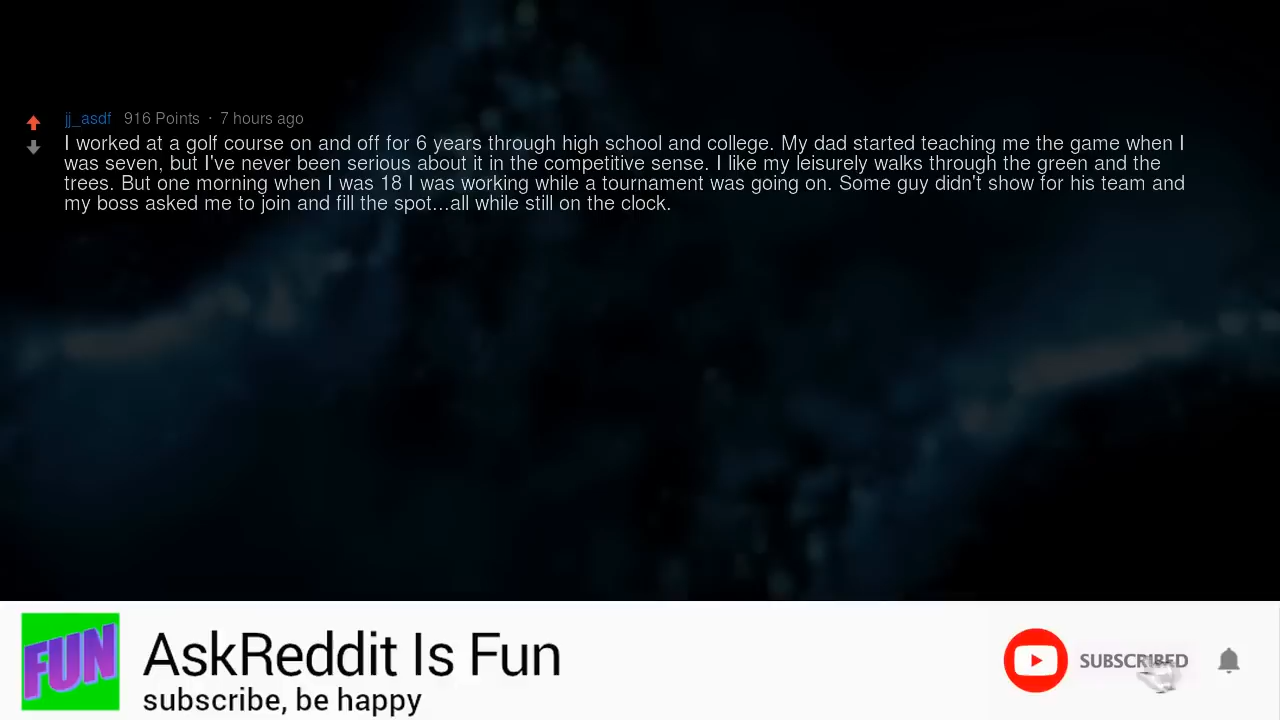 jj_asdf 916 Points · 7 hours ago
I worked at a golf course on and off for 6 years through high school and college. My dad started teaching me the game when I
was seven, but I've never been serious about it in the competitive sense. I like my leisurely walks through the green and the
trees. But one morning when I was 18 I was working while a tournament was going on. Some guy didn't show for his team and
my boss asked me to join and fill the spot...all while still on the clock.
FUN
AskReddit Is Fun
subscribe, be happy
SUBSCRIBED